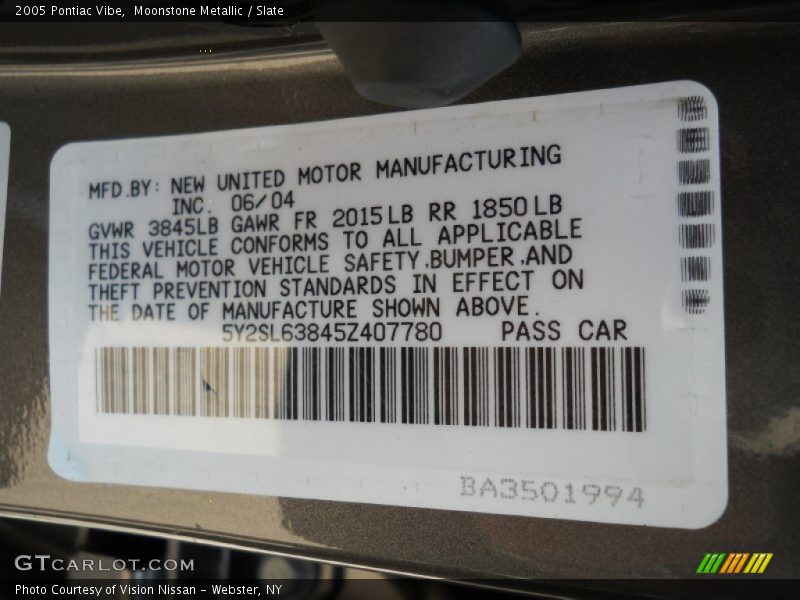 2005 Pontiac Vibe,  Moonstone Metallic / Slate
MFD.BY: NEW UNITED MOTOR MANUFACTURING
INC. 06/04
GVWR 3845LB GAWR FR 2015LB RR 1850LB
THIS VEHICLE CONFORMS TO ALL APPLICABLE
FEDERAL MOTOR VEHICLE SAFETY,BUMPER,AND
THEFT PREVENTION STANDARDS IN EFFECT ON
THE DATE OF MANUFACTURE SHOWN ABOVE.
5Y2SL63845Z407780 PASS CAR
BA3501994
GTCARLOT.COM
Photo Courtesy of Vision Nissan - Webster, NY